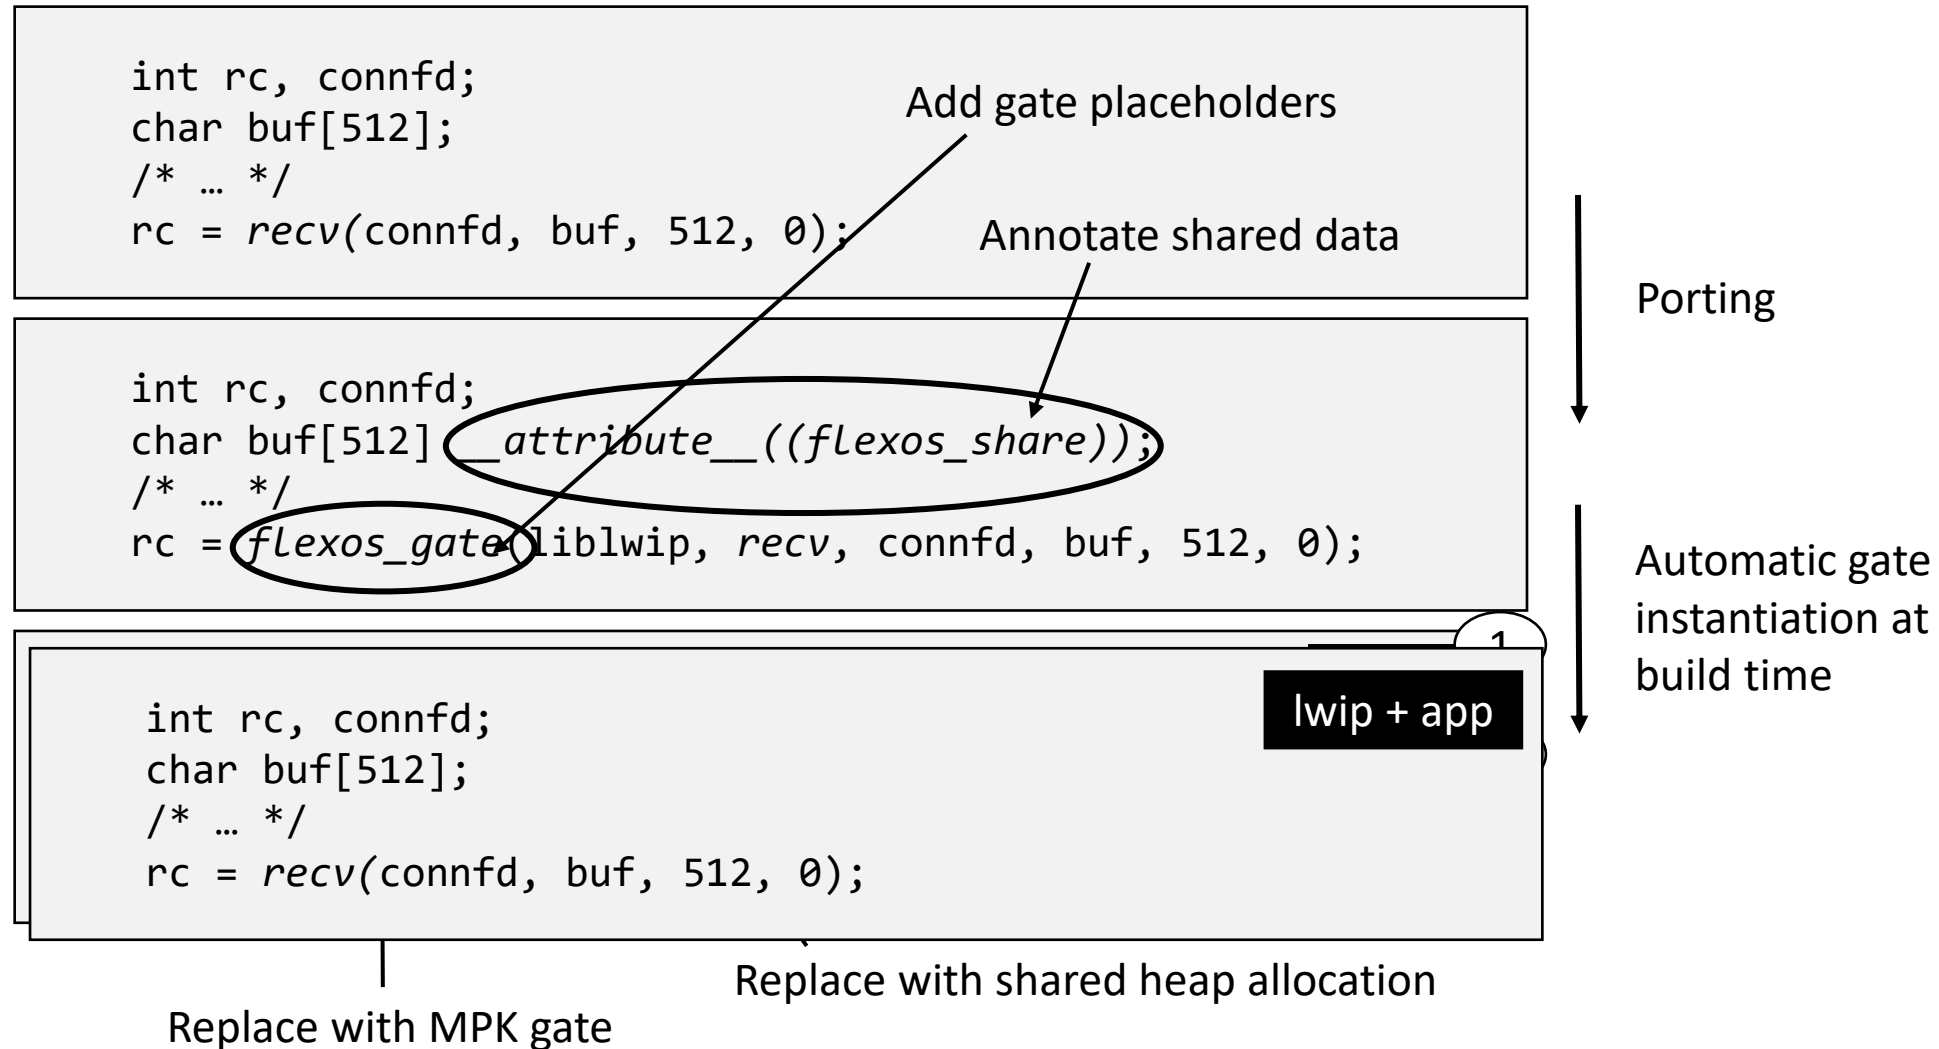 int rc, connfd;
char buf[512];
/* … */
rc = recv(connfd, buf, 512, 0);
Add gate placeholders
Annotate shared data
Porting
int rc, connfd;
char buf[512] __attribute__((flexos_share));
/* … */
rc = flexos_gate(liblwip, recv, connfd, buf, 512, 0);
Automatic gate
instantiation at
build time
1
lwip + app
int rc, connfd;
char buf[512];
/* … */
rc = recv(connfd, buf, 512, 0);
Replace with shared heap allocation
Replace with MPK gate